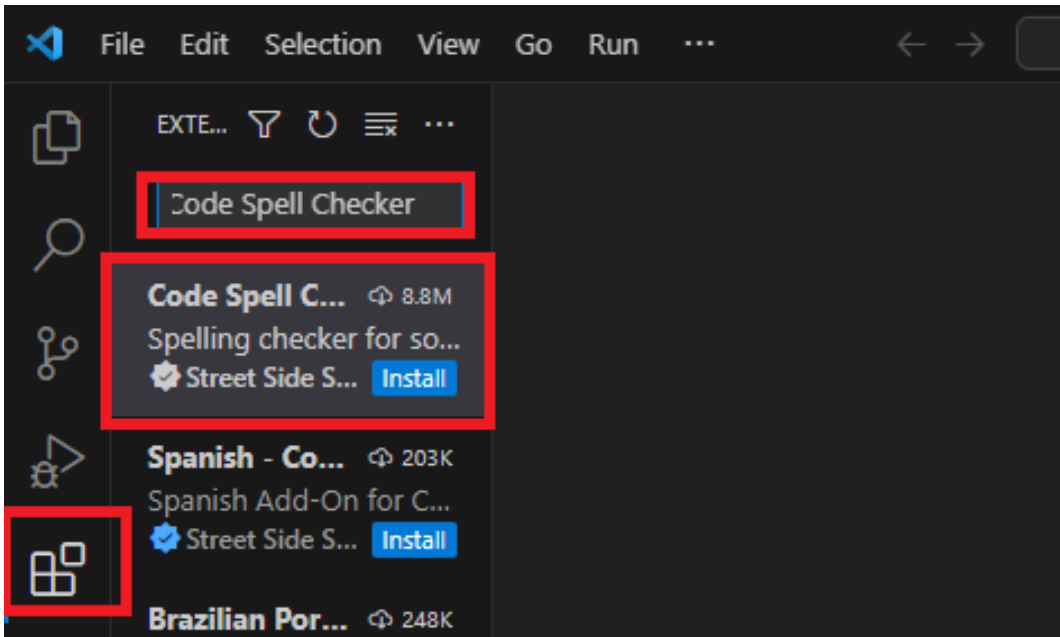 File Edit Selection View Go Run ...
EXTE... ...
Code Spell Checker
Code Spell C... 8.8M
Spelling checker for so...
Street Side S... Install
Spanish - Co... 203K
Spanish Add-On for C...
Street Side S... Install
Brazilian Por... 248K